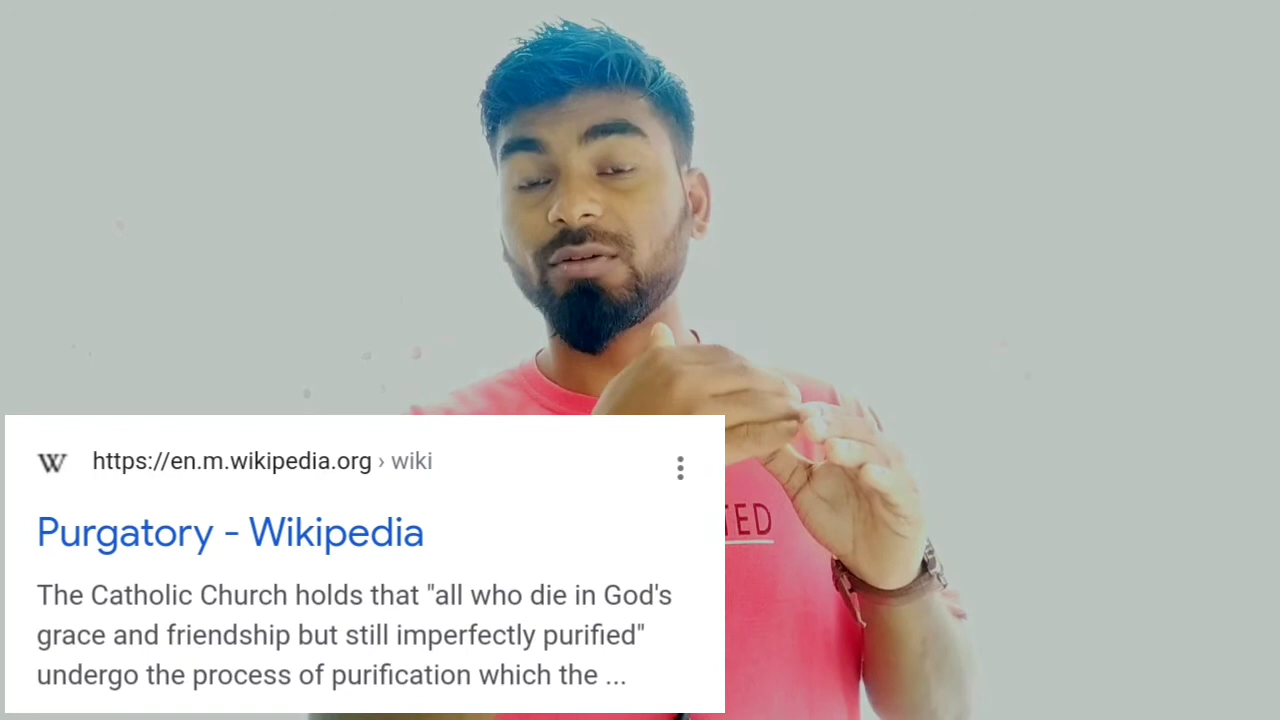 W https://en.m.wikipedia.org › wiki
Purgatory - Wikipedia
The Catholic Church holds that "all who die in God's
grace and friendship but still imperfectly purified"
undergo the process of purification which the ...
TED